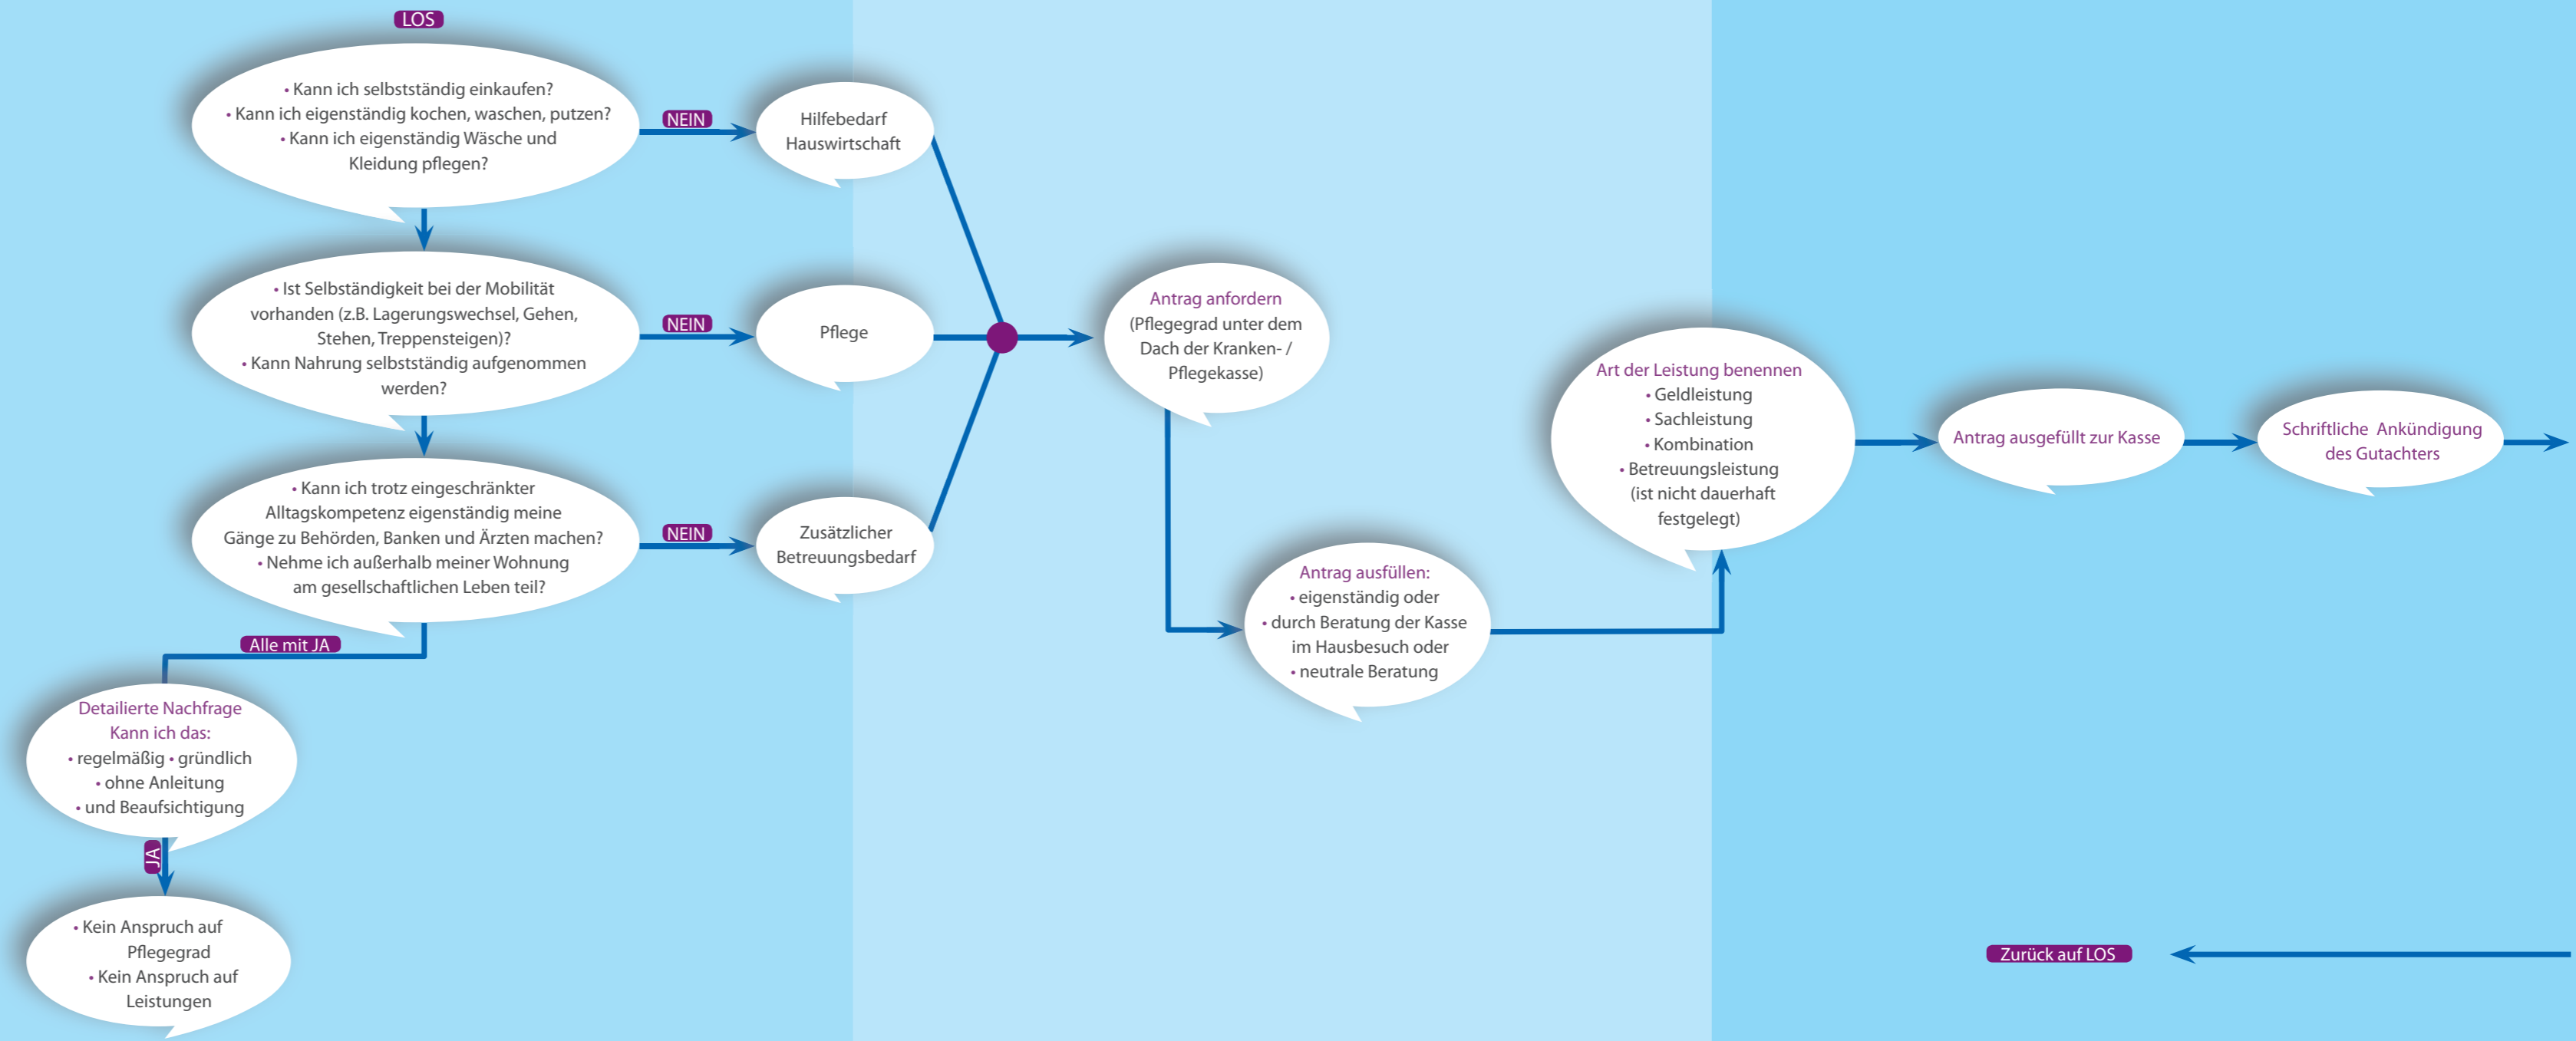 LOS
• Kann ich selbstständig einkaufen?
• Kann ich eigenständig kochen, waschen, putzen?
• Kann ich eigenständig Wäsche und
Kleidung pflegen?
NEIN
Hilfebedarf
Hauswirtschaft
• Ist Selbständigkeit bei der Mobilität
vorhanden (z.B. Lagerungswechsel, Gehen,
Stehen, Treppensteigen)?
• Kann Nahrung selbstständig aufgenommen
werden?
NEIN
Pflege
• Kann ich trotz eingeschränkter
Alltagskompetenz eigenständig meine
Gänge zu Behörden, Banken und Ärzten machen?
• Nehme ich außerhalb meiner Wohnung
am gesellschaftlichen Leben teil?
NEIN
Zusätzlicher
Betreuungsbedarf
Alle mit JA
Detailierte Nachfrage
Kann ich das:
• regelmäßig • gründlich
• ohne Anleitung
• und Beaufsichtigung
JA
• Kein Anspruch auf
Pflegegrad
• Kein Anspruch auf
Leistungen
Antrag anfordern
(Pflegegrad unter dem
Dach der Kranken- /
Pflegekasse)
Antrag ausfüllen:
• eigenständig oder
• durch Beratung der Kasse
im Hausbesuch oder
• neutrale Beratung
Art der Leistung benennen
• Geldleistung
• Sachleistung
• Kombination
• Betreuungsleistung
(ist nicht dauerhaft
festgelegt)
Antrag ausgefüllt zur Kasse
Schriftliche Ankündigung
des Gutachters
Zurück auf LOS